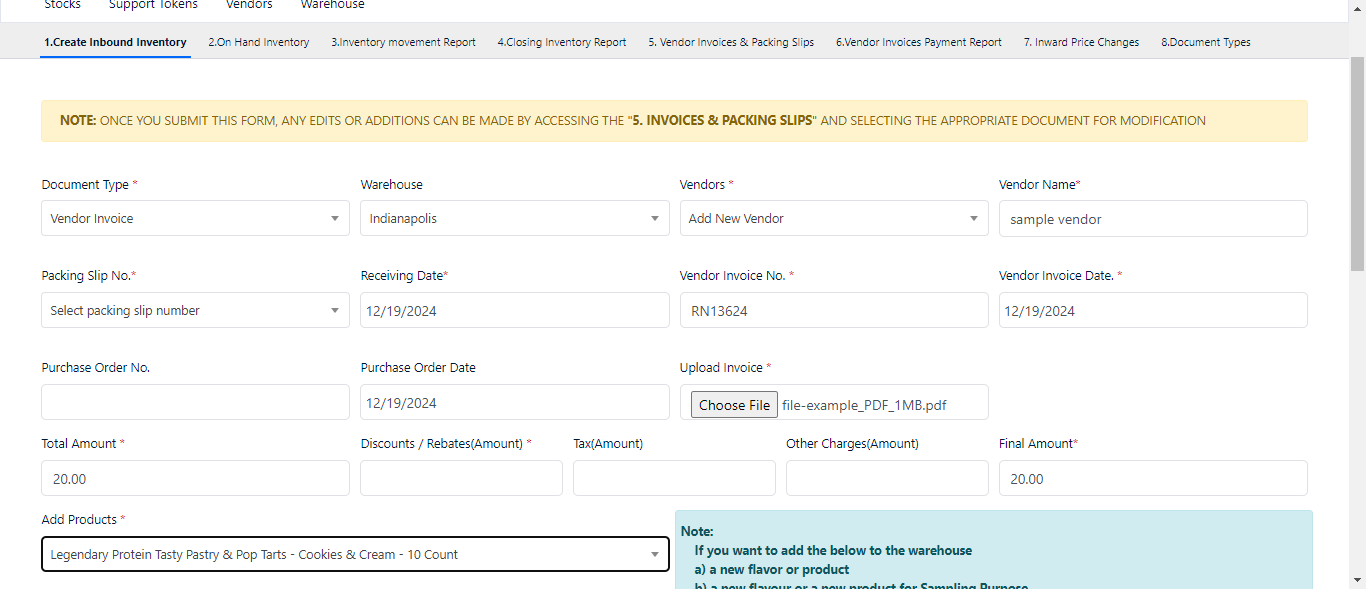 Stocks Support Tokens Vendors Warehouse
1.Create Inbound Inventory 2.On Hand Inventory 3.Inventory movement Report 4.Closing Inventory Report 5. Vendor Invoices & Packing Slips 6.Vendor Invoices Payment Report 7. Inward Price Changes 8.Document Types
NOTE: ONCE YOU SUBMIT THIS FORM, ANY EDITS OR ADDITIONS CAN BE MADE BY ACCESSING THE "5. INVOICES & PACKING SLIPS" AND SELECTING THE APPROPRIATE DOCUMENT FOR MODIFICATION
Document Type * Warehouse Vendors * Vendor Name*
Vendor Invoice Indianapolis Add New Vendor sample vendor
Packing Slip No.* Receiving Date* Vendor Invoice No. * Vendor Invoice Date. *
Select packing slip number 12/19/2024 RN13624 12/19/2024
Purchase Order No. Purchase Order Date Upload Invoice *
12/19/2024 Choose File file-example_PDF_1MB.pdf
Total Amount * Discounts / Rebates(Amount) * Tax(Amount) Other Charges(Amount) Final Amount*
20.00 20.00
Add Products *
Legendary Protein Tasty Pastry & Pop Tarts - Cookies & Cream - 10 Count
Note:
If you want to add the below to the warehouse
a) a new flavor or product
b) a new flavour or a new product for Sampling Purpose